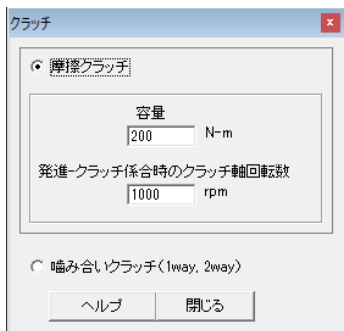 クラッチ
摩擦クラッチ
容量
200 N-m
発進-クラッチ係合時のクラッチ軸回転数
1000 rpm
噛み合いクラッチ(1way, 2way)
ヘルプ 閉じる